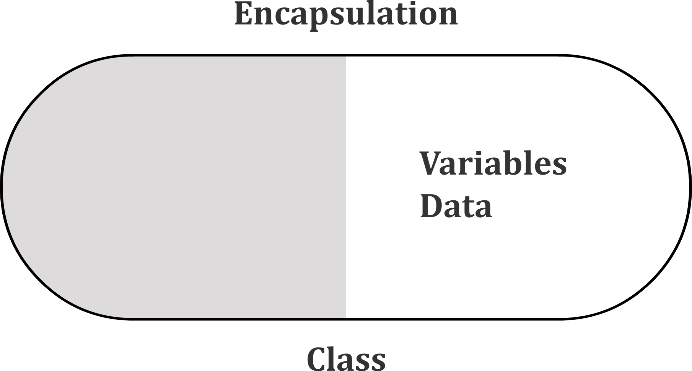 Encapsulation
Variables
Data
Class